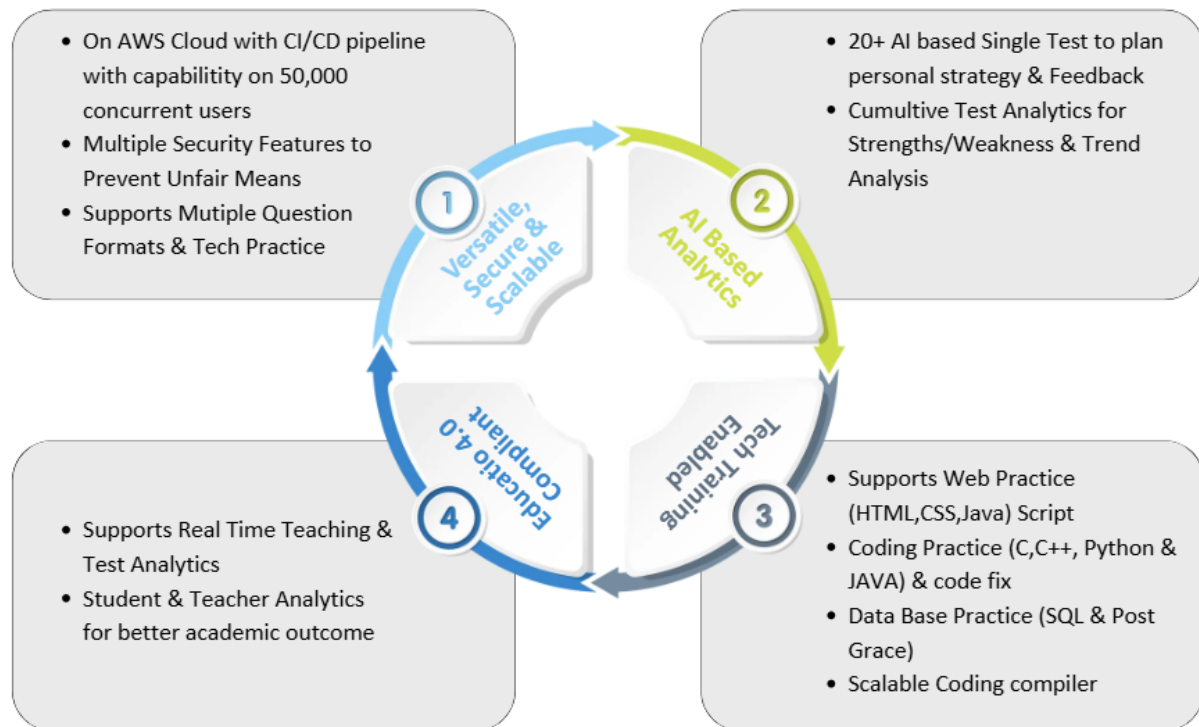 • On AWS Cloud with CI/CD pipeline
with capabilitity on 50,000
concurrent users
• Multiple Security Features to
Prevent Unfair Means
• Supports Mutiple Question
Formats & Tech Practice
1
Versatile,
Secure &
Scalable
• 20+ AI based Single Test to plan
personal strategy & Feedback
• Cumultive Test Analytics for
Strengths/Weakness & Trend
Analysis
2
AI Based
Analytics
• Supports Web Practice
(HTML,CSS,Java) Script
• Coding Practice (C,C++, Python &
JAVA) & code fix
• Data Base Practice (SQL & Post
Grace)
• Scalable Coding compiler
3
Tech Training
Enabled
• Supports Real Time Teaching &
Test Analytics
• Student & Teacher Analytics
for better academic outcome
4
Educatio 4.0
Compliant